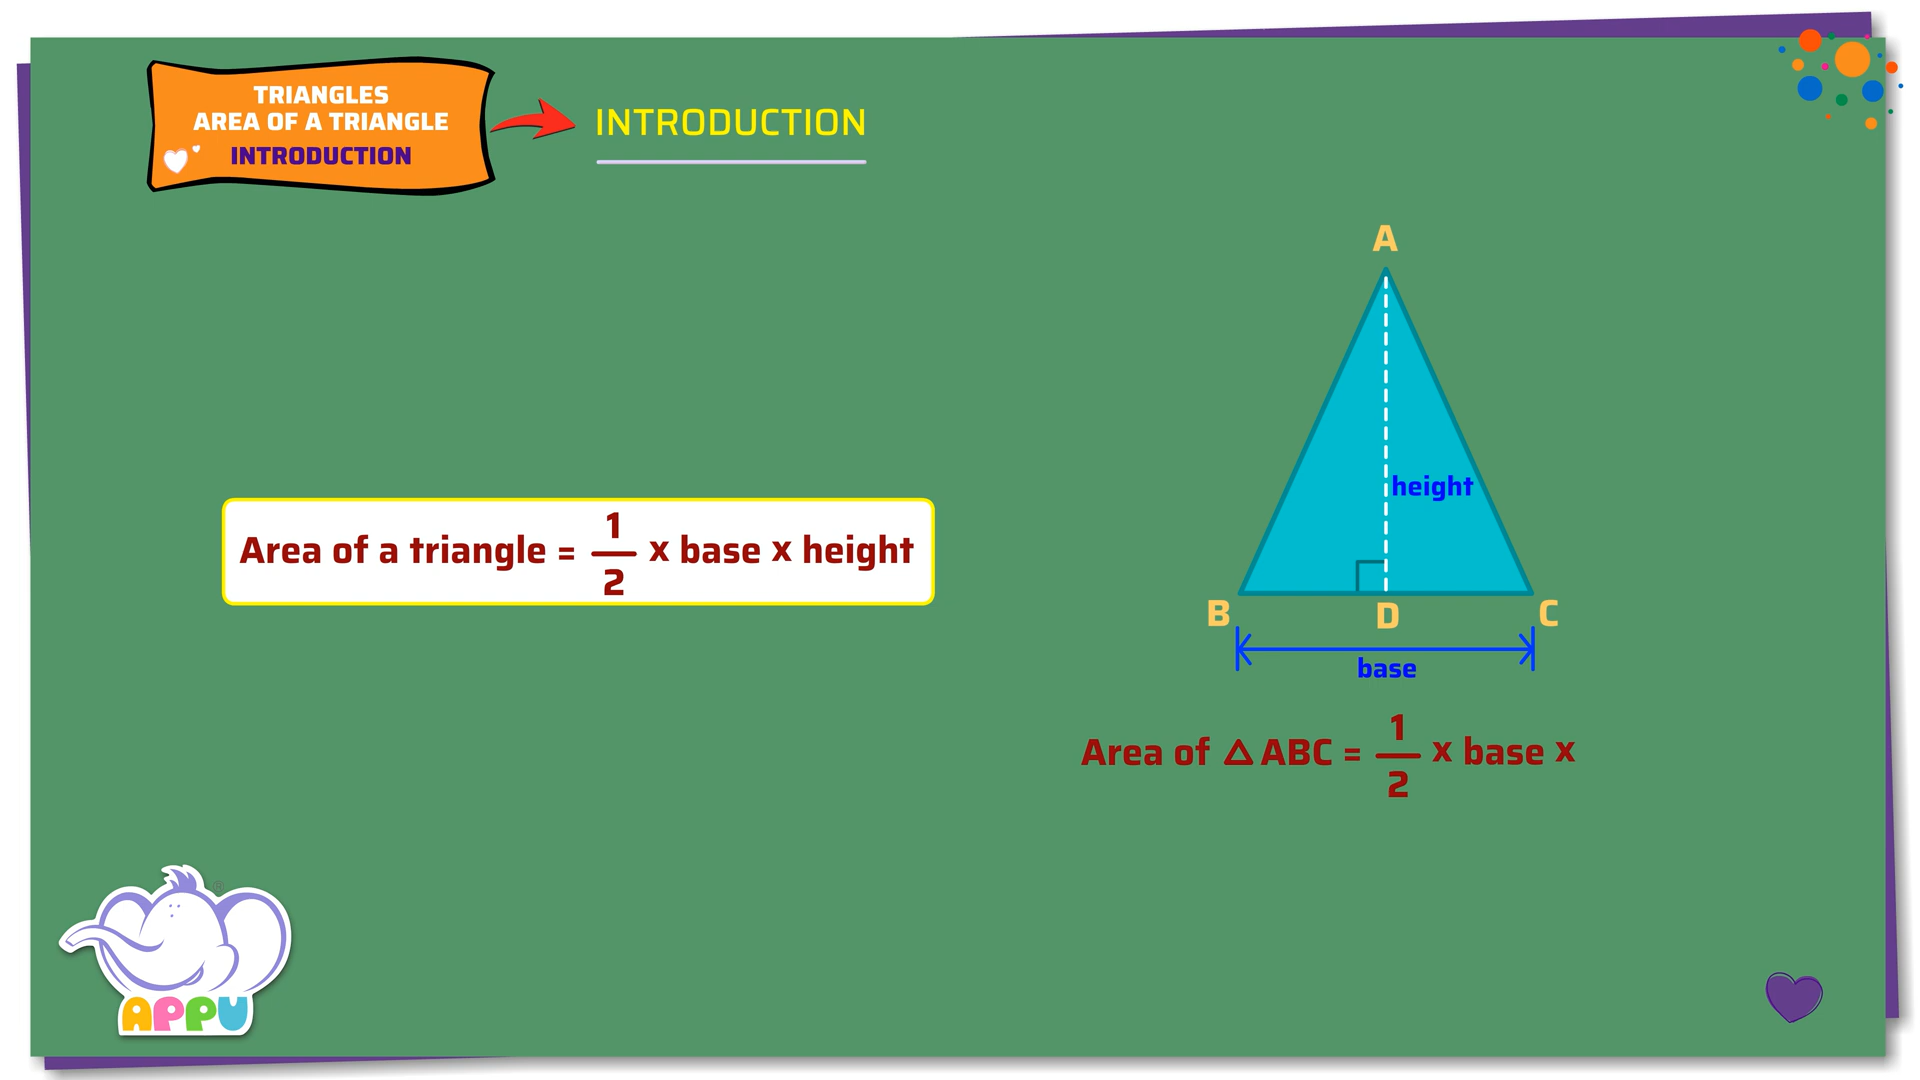 TRIANGLES
AREA OF A TRIANGLE
INTRODUCTION
INTRODUCTION
A
height
Area of a triangle = 1/2 x base x height
B D C
base
Area of △ABC = 1/2 x base x
APPU
®